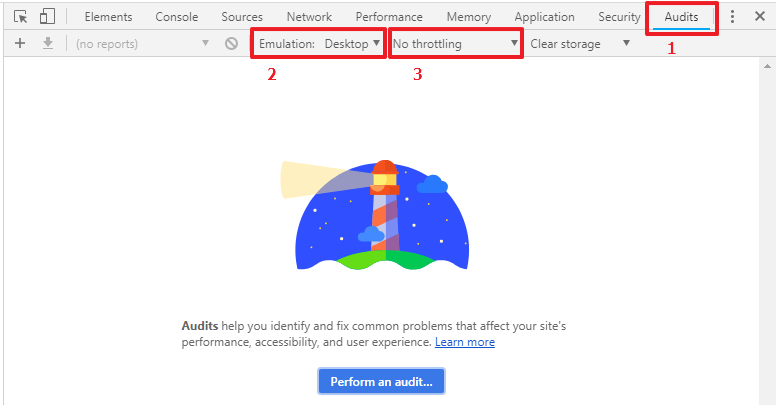 Elements Console Sources Network Performance Memory Application Security Audits
(no reports) Emulation: Desktop No throttling Clear storage
2 3 1
Audits help you identify and fix common problems that affect your site's
performance, accessibility, and user experience. Learn more
Perform an audit...